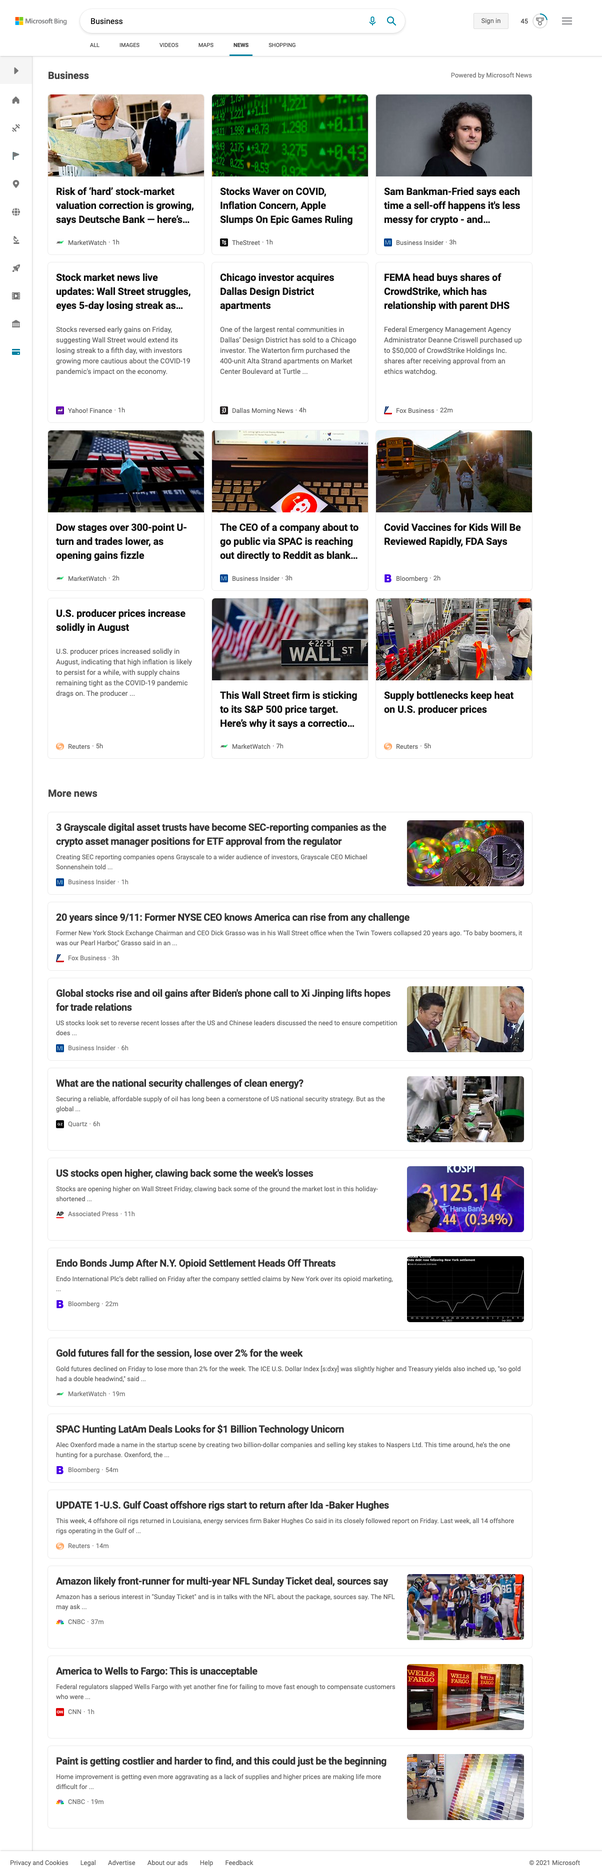 Microsoft Bing
Business
Sign in
45
ALL IMAGES VIDEOS MAPS NEWS SHOPPING
Business
Powered by Microsoft News
Risk of 'hard' stock-market
valuation correction is growing,
says Deutsche Bank — here's...
MarketWatch · 1h
Stocks Waver on COVID,
Inflation Concern, Apple
Slumps On Epic Games Ruling
TheStreet · 1h
Sam Bankman-Fried says each
time a sell-off happens it's less
messy for crypto - and...
Business Insider · 3h
Stock market news live
updates: Wall Street struggles,
eyes 5-day losing streak as...
Stocks reversed early gains on Friday,
suggesting Wall Street would extend its
losing streak to a fifth day, with investors
growing more cautious about the COVID-19
pandemic's impact on the economy.
Yahoo! Finance · 1h
Chicago investor acquires
Dallas Design District
apartments
One of the largest rental communities in
Dallas' Design District has sold to a Chicago
investor. The Waterton firm purchased the
400-unit Alta Strand apartments on Market
Center Boulevard at Turtle ...
Dallas Morning News · 4h
FEMA head buys shares of
CrowdStrike, which has
relationship with parent DHS
Federal Emergency Management Agency
Administrator Deanne Criswell purchased up
to $50,000 of CrowdStrike Holdings Inc.
shares after receiving approval from an
ethics watchdog.
Fox Business · 22m
Dow stages over 300-point U-
turn and trades lower, as
opening gains fizzle
MarketWatch · 2h
The CEO of a company about to
go public via SPAC is reaching
out directly to Reddit as blank...
Business Insider · 3h
Covid Vaccines for Kids Will Be
Reviewed Rapidly, FDA Says
Bloomberg · 2h
U.S. producer prices increase
solidly in August
U.S. producer prices increased solidly in
August, indicating that high inflation is likely
to persist for a while, with supply chains
remaining tight as the COVID-19 pandemic
drags on. The producer ...
Reuters · 5h
WALL ST
This Wall Street firm is sticking
to its S&P 500 price target.
Here's why it says a correctio...
MarketWatch · 7h
Supply bottlenecks keep heat
on U.S. producer prices
Reuters · 5h
More news
3 Grayscale digital asset trusts have become SEC-reporting companies as the
crypto asset manager positions for ETF approval from the regulator
Creating SEC reporting companies opens Grayscale to a wider audience of investors, Grayscale CEO Michael
Sonnenshein told ...
Business Insider · 1h
20 years since 9/11: Former NYSE CEO knows America can rise from any challenge
Former New York Stock Exchange Chairman and CEO Dick Grasso was in his Wall Street office when the Twin Towers collapsed 20 years ago. "To baby boomers, it
was our Pearl Harbor," Grasso said in an ...
Fox Business · 3h
Global stocks rise and oil gains after Biden's phone call to Xi Jinping lifts hopes
for trade relations
US stocks look set to reverse recent losses after the US and Chinese leaders discussed the need to ensure competition
does ...
Business Insider · 6h
What are the national security challenges of clean energy?
Securing a reliable, affordable supply of oil has long been a cornerstone of US national security strategy. But as the
global ...
Quartz · 6h
US stocks open higher, clawing back some the week's losses
Stocks are opening higher on Wall Street Friday, clawing back some of the ground the market lost in this holiday-
shortened ...
Associated Press · 11h
KOSPI
3,125.14
Hana Bank
.44 (0.34%)
Endo Bonds Jump After N.Y. Opioid Settlement Heads Off Threats
Endo International Plc's debt rallied on Friday after the company settled claims by New York over its opioid marketing,
...
Bloomberg · 22m
Gold futures fall for the session, lose over 2% for the week
Gold futures declined on Friday to lose more than 2% for the week. The ICE U.S. Dollar Index [s:dxy] was slightly higher and Treasury yields also inched up, "so gold
had a double headwind," said ...
MarketWatch · 19m
SPAC Hunting LatAm Deals Looks for $1 Billion Technology Unicorn
Alec Oxenford made a name in the startup scene by creating two billion-dollar companies and selling key stakes to Naspers Ltd. This time around, he's the one
hunting for a purchase. Oxenford, the ...
Bloomberg · 54m
UPDATE 1-U.S. Gulf Coast offshore rigs start to return after Ida -Baker Hughes
This week, 4 offshore oil rigs returned in Louisiana, energy services firm Baker Hughes Co said in its closely followed report on Friday. Last week, all 14 offshore
rigs operating in the Gulf of ...
Reuters · 14m
Amazon likely front-runner for multi-year NFL Sunday Ticket deal, sources say
Amazon has a serious interest in "Sunday Ticket" and is in talks with the NFL about the package, sources say. The NFL
may ask ...
CNBC · 37m
America to Wells to Fargo: This is unacceptable
Federal regulators slapped Wells Fargo with yet another fine for failing to move fast enough to compensate customers
who were ...
CNN · 1h
WELLS FARGO WELLS FARGO WELLS FARGO
Paint is getting costlier and harder to find, and this could just be the beginning
Home improvement is getting even more aggravating as a lack of supplies and higher prices are making life more
difficult for ...
CNBC · 19m
Privacy and Cookies Legal Advertise About our ads Help Feedback
© 2021 Microsoft